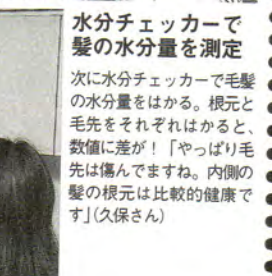 水分チェッカーで
髪の水分量を測定
次に水分チェッカーで毛髪
の水分量をはかる。根元と
毛先をそれぞれはかると、
数値に差が！「やっぱり毛
先は傷んでますね。内側の
髪の根元は比較的健康で
す」(久保さん)